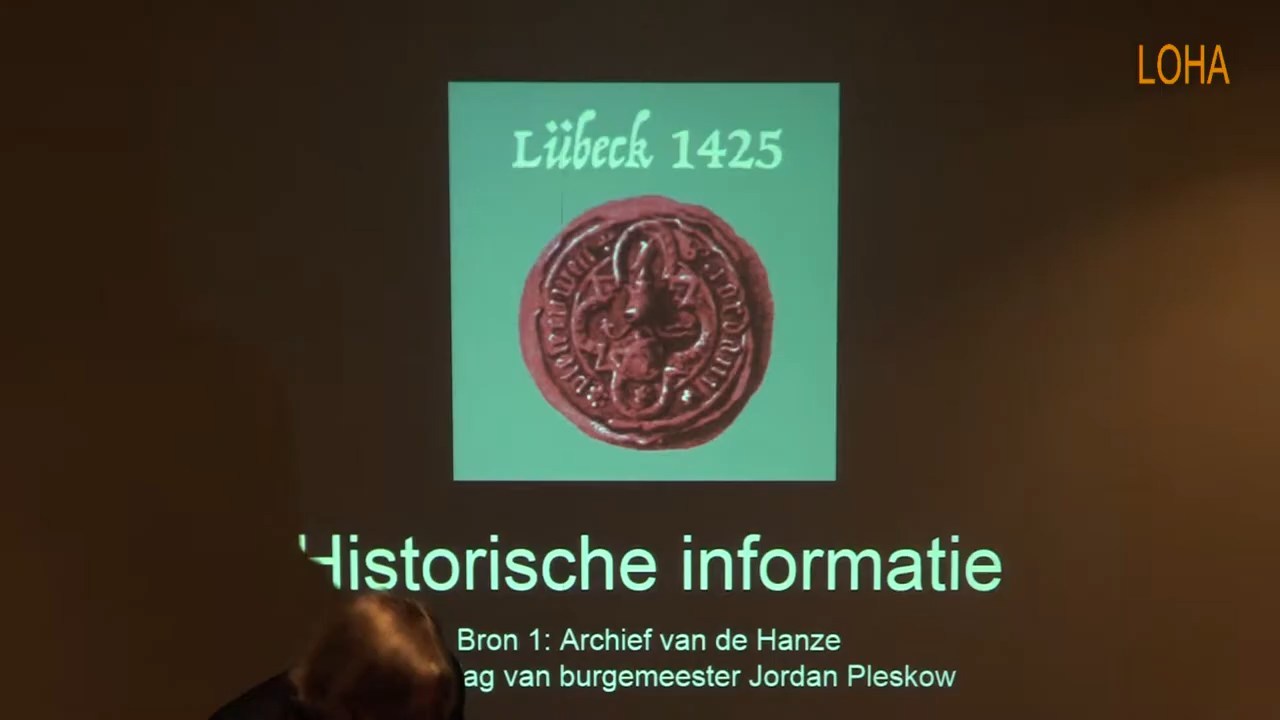 LOHA
Lübeck 1425
Historische informatie
Bron 1: Archief van de Hanze
van burgemeester Jordan Pleskow